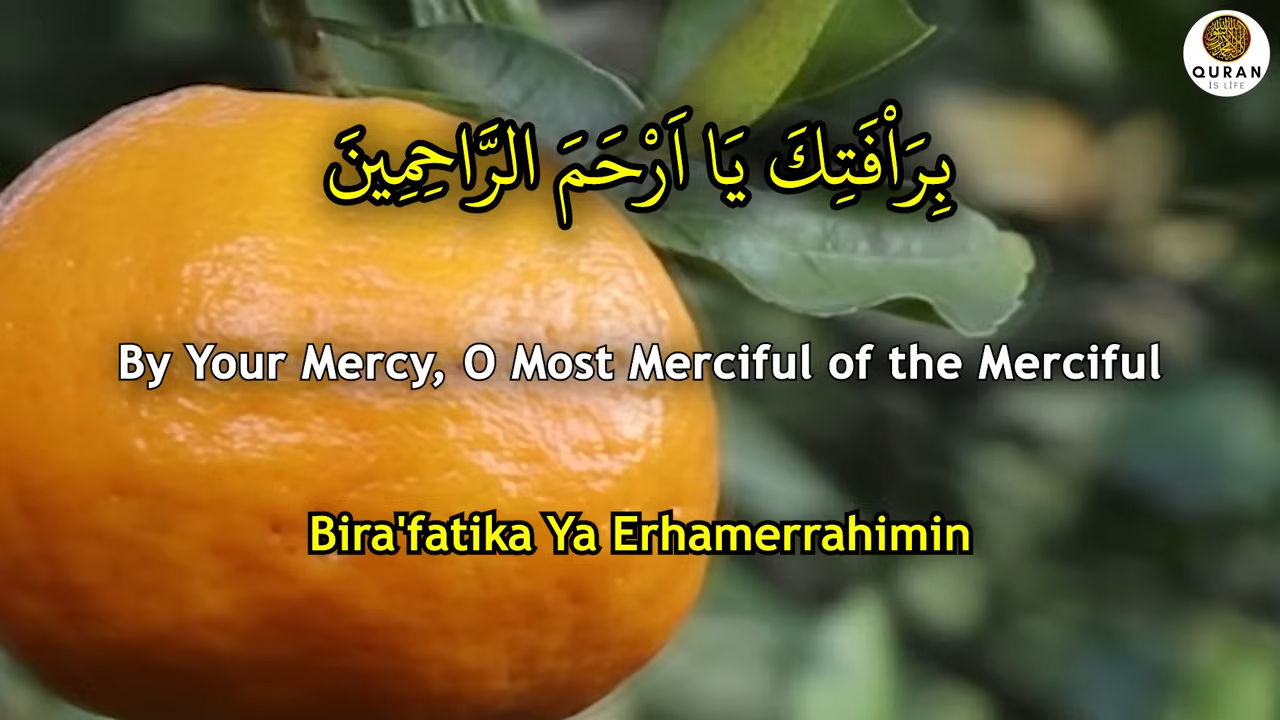 QURAN
IS LIFE
بِرَاْفَتِكَ يَا اَرْحَمَ الرَّاحِمِينَ
By Your Mercy, O Most Merciful of the Merciful
Bira'fatika Ya Erhamerrahimin